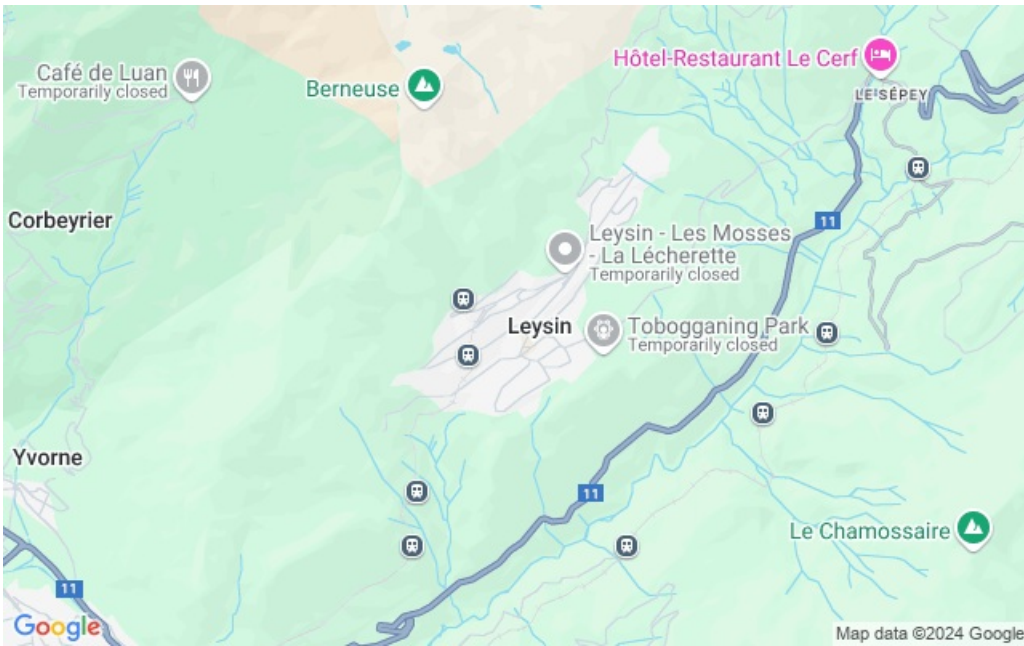 Hôtel-Restaurant Le Cerf
Café de Luan
Temporarily closed
Berneuse
LE SÉPEY
Corbeyrier
11
Leysin - Les Mosses
- La Lécherette
Temporarily closed
Leysin
Tobogganing Park
Temporarily closed
Yvorne
11
Le Chamossaire
11
Google
Map data ©2024 Google